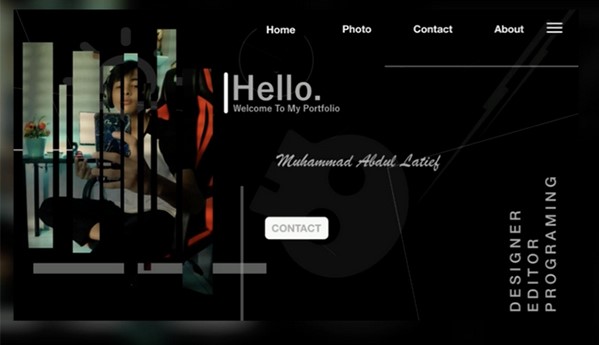 Home Photo Contact About
Hello.
Welcome To My Portfolio
Muhammad Abdul Latief
CONTACT
DESIGNER
EDITOR
PROGRAMING